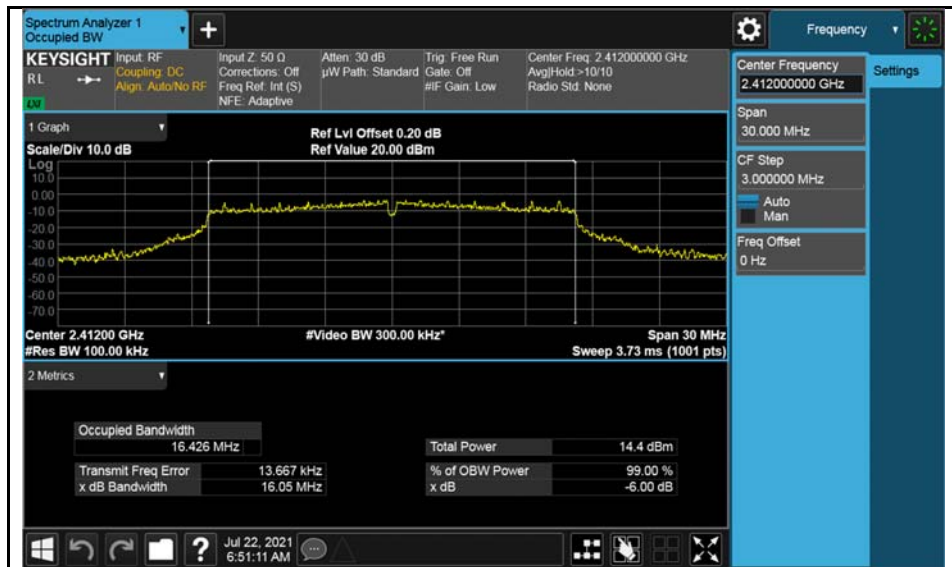 Spectrum Analyzer 1
Occupied BW
+
Frequency
KEYSIGHT
RL
LXI
Input: RF
Coupling: DC
Align: Auto/No RF
Input Z: 50 Ω
Corrections: Off
Freq Ref: Int (S)
NFE: Adaptive
Atten: 30 dB
µW Path: Standard
Trig: Free Run
Gate: Off
#IF Gain: Low
Center Freq: 2.412000000 GHz
Avg|Hold:>10/10
Radio Std: None
Center Frequency
2.412000000 GHz
Settings
Span
30.000 MHz
CF Step
3.000000 MHz
Auto
Man
Freq Offset
0 Hz
1 Graph
Scale/Div 10.0 dB
Ref Lvl Offset 0.20 dB
Ref Value 20.00 dBm
Log
10.0
0.00
-10.0
-20.0
-30.0
-40.0
-50.0
-60.0
-70.0
Center 2.41200 GHz
#Video BW 300.00 kHz*
Span 30 MHz
#Res BW 100.00 kHz
Sweep 3.73 ms (1001 pts)
2 Metrics
Occupied Bandwidth
16.426 MHz
Total Power 14.4 dBm
Transmit Freq Error 13.667 kHz
% of OBW Power 99.00 %
x dB Bandwidth 16.05 MHz
x dB -6.00 dB
?
Jul 22, 2021
6:51:11 AM